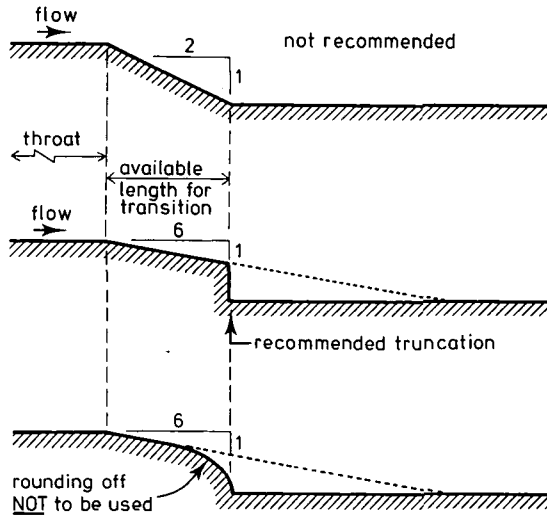 flow
2
not recommended
1
throat
available
length for
transition
flow
6
1
recommended truncation
6
1
rounding off
NOT to be used